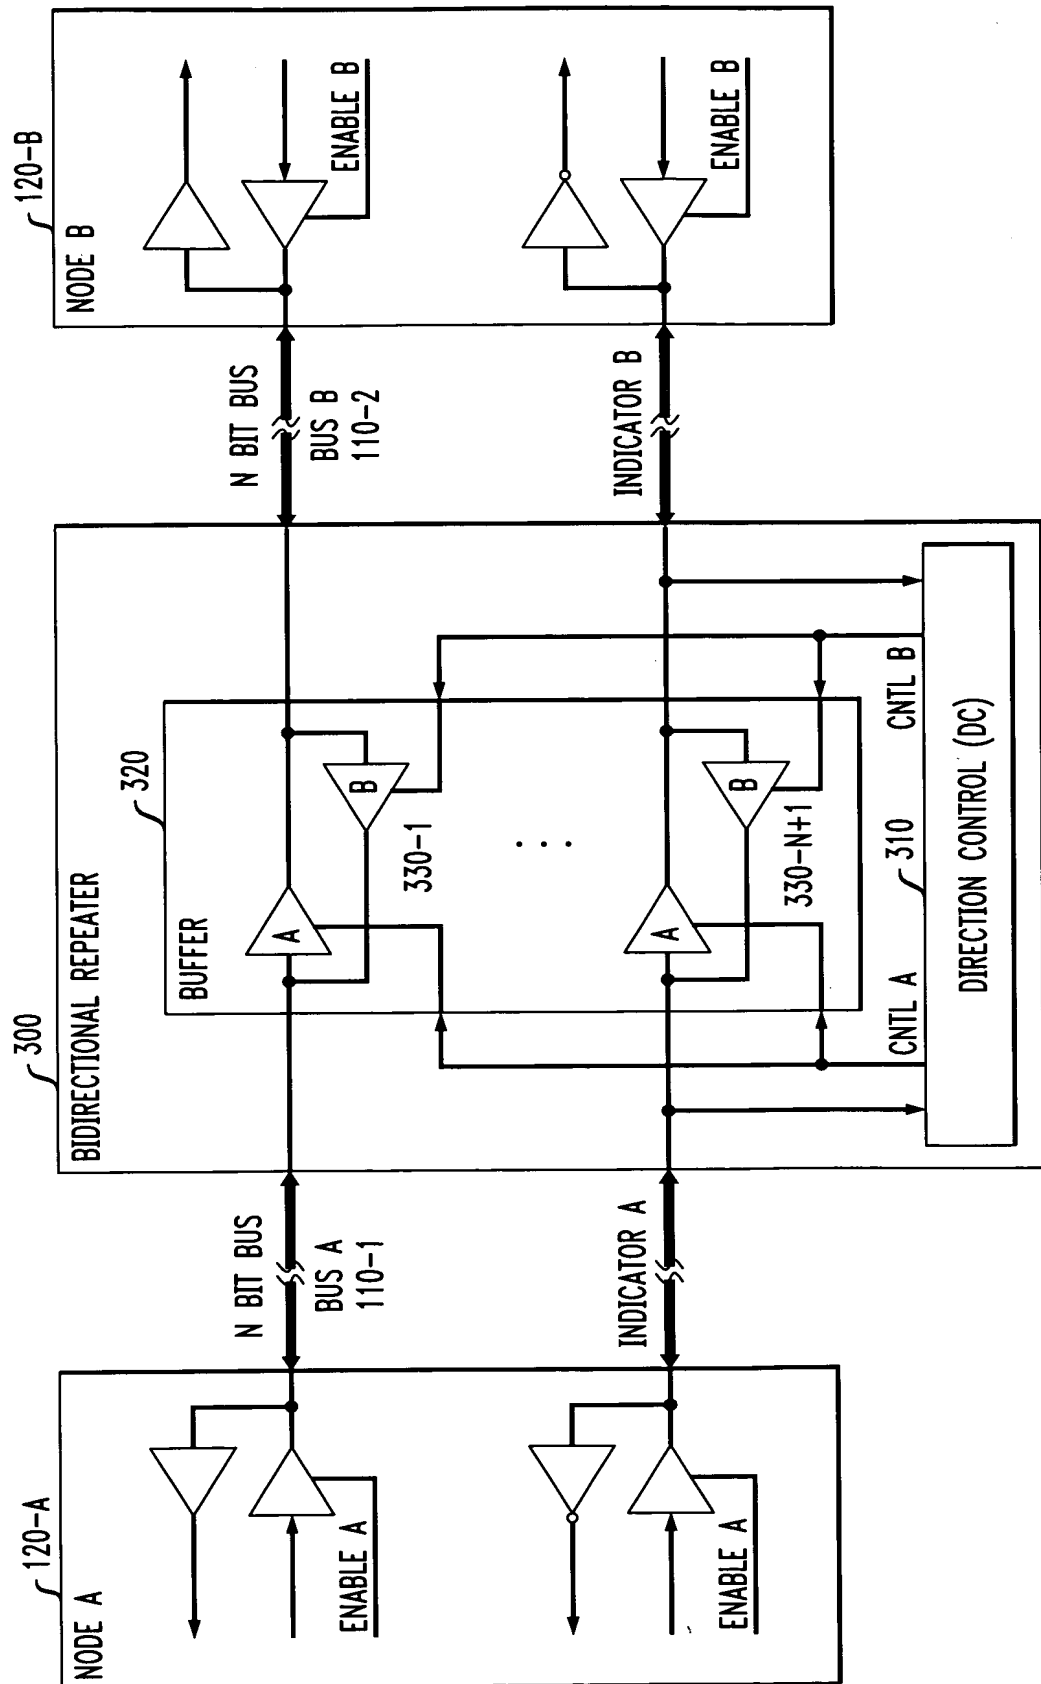 120-A
NODE A
ENABLE A
ENABLE A
N BIT BUS
BUS A
110-1
INDICATOR A
300
BIDIRECTIONAL REPEATER
320
BUFFER
A
B
330-1
. . .
A
B
330-N+1
CNTL A
310
CNTL B
DIRECTION CONTROL (DC)
N BIT BUS
BUS B
110-2
INDICATOR B
120-B
NODE B
ENABLE B
ENABLE B